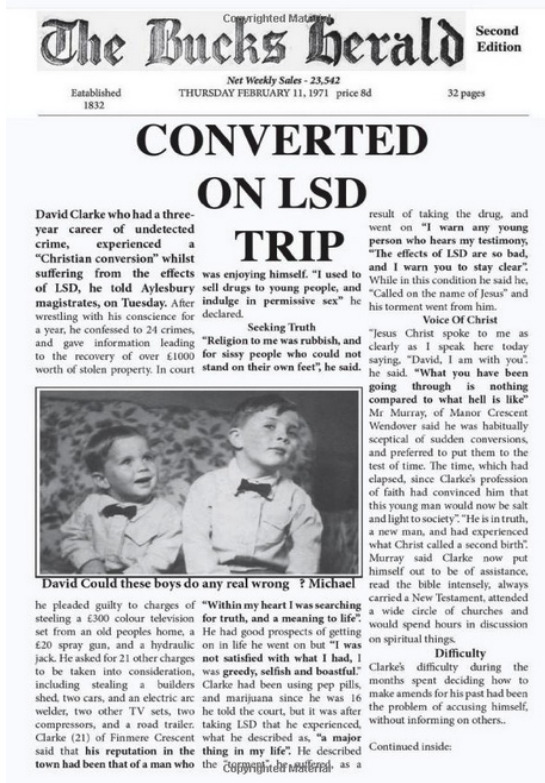 Copyrighted Material
The Bucks Herald
Second
Edition
Net Weekly Sales - 23,542
Eatablished
1832
THURSDAY FEBRUARY 11, 1971 price 8d
32 pages
CONVERTED
ON LSD
TRIP
David Clarke who had a three-
year career of undetected
crime, experienced a
“Christian conversion” whilst
suffering from the effects
of LSD, he told Aylesbury
magistrates, on Tuesday. After
wrestling with his conscience for
a year, he confessed to 24 crimes,
and gave information leading
to the recovery of over £1000
worth of stolen property. In court
was enjoying himself. “I used to
sell drugs to young people, and
indulge in permissive sex” he
declared.
Seeking Truth
“Religion to me was rubbish, and
for sissy people who could not
stand on their own feet”, he said.
David Could these boys do any real wrong ? Michael
he pleaded guilty to charges of
steeling a £300 colour television
set from an old peoples home, a
£20 spray gun, and a hydraulic
jack. He asked for 21 other charges
to be taken into consideration,
including stealing a builders
shed, two cars, and an electric arc
welder, two other TV sets, two
compressors, and a road trailer.
Clarke (21) of Finmere Crescent
said that his reputation in the
town had been that of a man who
“Within my heart I was searching
for truth, and a meaning to life”.
He had good prospects of getting
on in life he went on but “I was
not satisfied with what I had, I
was greedy, selfish and boastful.”
Clarke had been using pep pills,
and marijuana since he was 16
he told the court, but it was after
taking LSD that he experienced,
what he described as, “a major
thing in my life”. He described
the “torment” he suffered, as a
result of taking the drug, and
went on “I warn any young
person who hears my testimony,
“The effects of LSD are so bad,
and I warn you to stay clear”.
While in this condition he said he,
“Called on the name of Jesus” and
his torment went from him.
Voice Of Christ
“Jesus Christ spoke to me as
clearly as I speak here today
saying, “David, I am with you”.
he said. “What you have been
going through is nothing
compared to what hell is like”
Mr Murray, of Manor Crescent
Wendover said he was habitually
sceptical of sudden conversions,
and preferred to put them to the
test of time. The time, which had
elapsed, since Clarke’s profession
of faith had convinced him that
this young man would now be salt
and light to society”. “He is in truth,
a new man, and had experienced
what Christ called a second birth”.
Murray said Clarke now put
himself out to be of assistance,
read the bible intensely, always
carried a New Testament, attended
a wide circle of churches and
would spend hours in discussion
on spiritual things.
Difficulty
Clarke’s difficulty during the
months spent deciding how to
make amends for his past had been
the problem of accusing himself,
without informing on others..
Continued inside:
Copyrighted Material